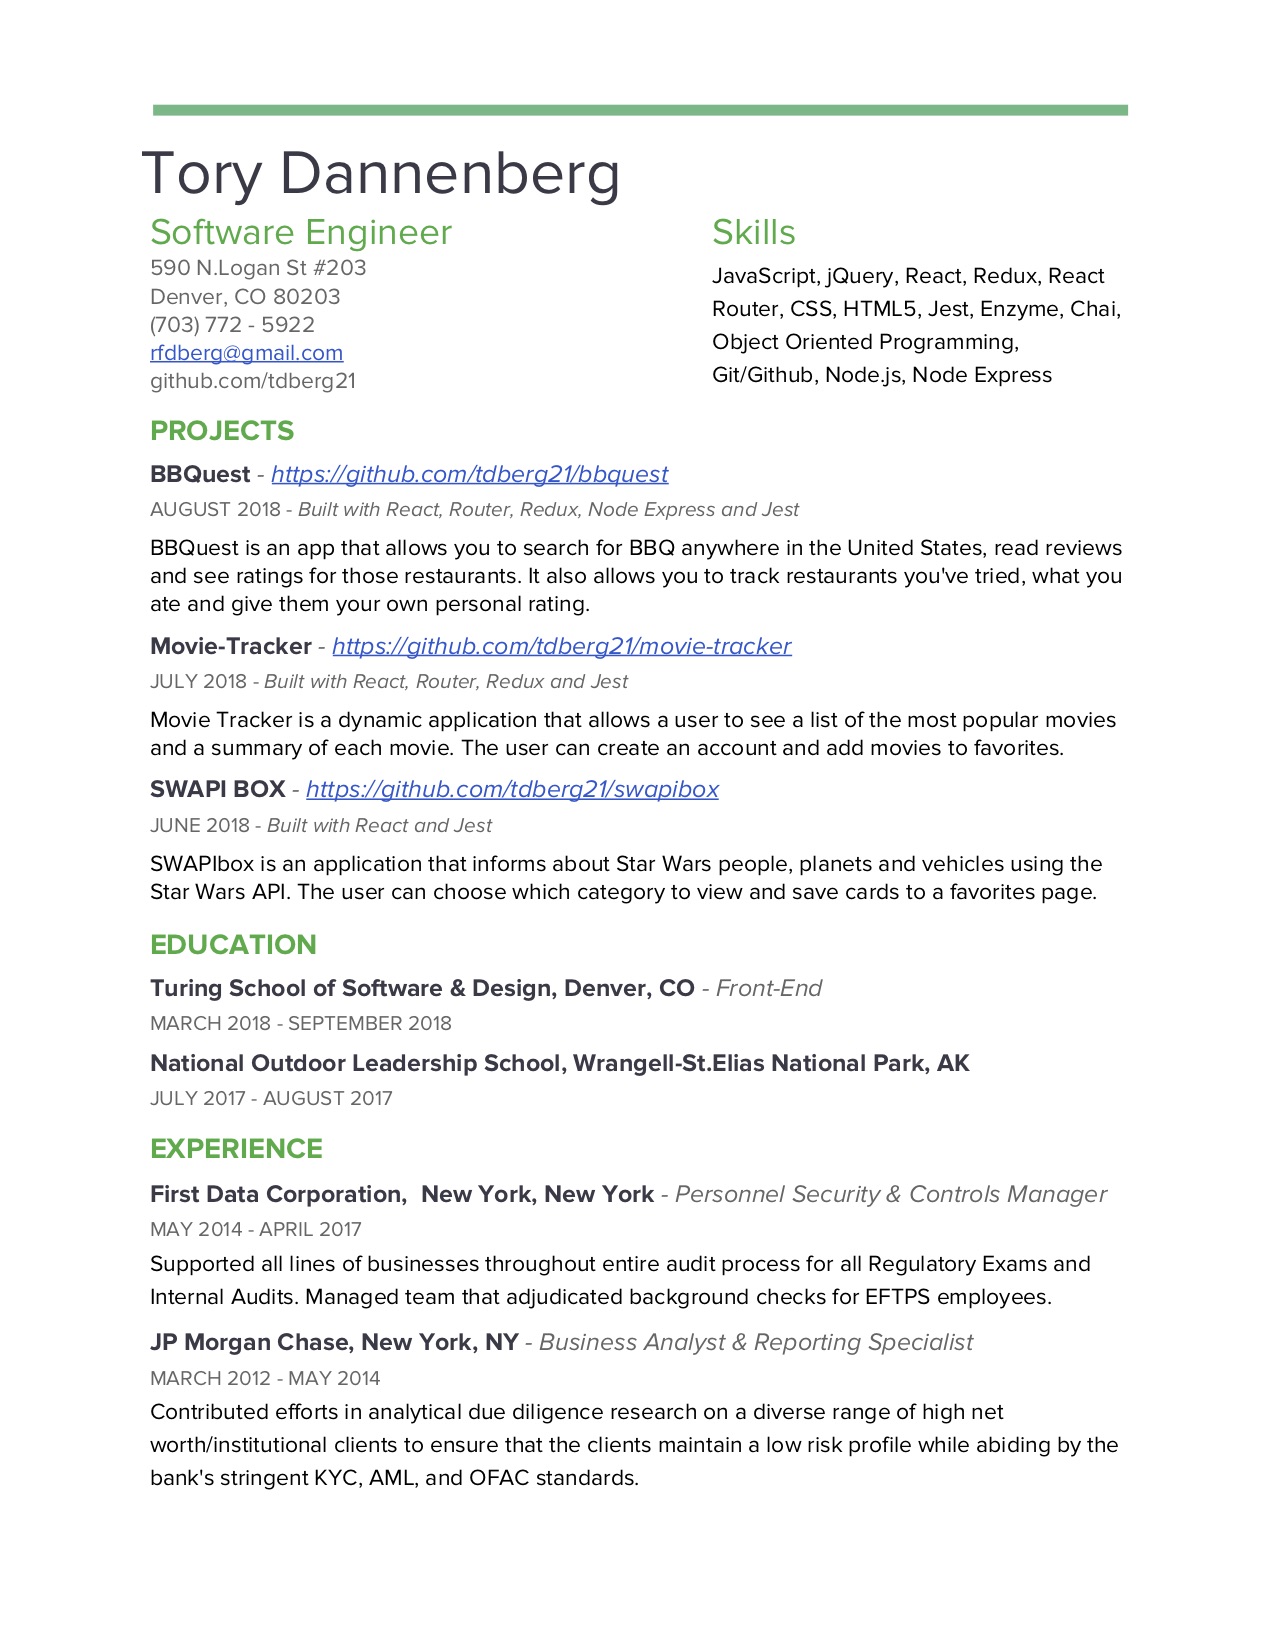 Tory Dannenberg
Software Engineer
590 N.Logan St #203
Denver, CO 80203
(703) 772 - 5922
rfdberg@gmail.com
github.com/tdberg21
Skills
JavaScript, jQuery, React, Redux, React
Router, CSS, HTML5, Jest, Enzyme, Chai,
Object Oriented Programming,
Git/Github, Node.js, Node Express
PROJECTS
BBQuest - https://github.com/tdberg21/bbquest
AUGUST 2018 - Built with React, Router, Redux, Node Express and Jest
BBQuest is an app that allows you to search for BBQ anywhere in the United States, read reviews
and see ratings for those restaurants. It also allows you to track restaurants you've tried, what you
ate and give them your own personal rating.
Movie-Tracker - https://github.com/tdberg21/movie-tracker
JULY 2018 - Built with React, Router, Redux and Jest
Movie Tracker is a dynamic application that allows a user to see a list of the most popular movies
and a summary of each movie. The user can create an account and add movies to favorites.
SWAPI BOX - https://github.com/tdberg21/swapibox
JUNE 2018 - Built with React and Jest
SWAPIbox is an application that informs about Star Wars people, planets and vehicles using the
Star Wars API. The user can choose which category to view and save cards to a favorites page.
EDUCATION
Turing School of Software & Design, Denver, CO - Front-End
MARCH 2018 - SEPTEMBER 2018
National Outdoor Leadership School, Wrangell-St.Elias National Park, AK
JULY 2017 - AUGUST 2017
EXPERIENCE
First Data Corporation,  New York, New York - Personnel Security & Controls Manager
MAY 2014 - APRIL 2017
Supported all lines of businesses throughout entire audit process for all Regulatory Exams and
Internal Audits. Managed team that adjudicated background checks for EFTPS employees.
JP Morgan Chase, New York, NY - Business Analyst & Reporting Specialist
MARCH 2012 - MAY 2014
Contributed efforts in analytical due diligence research on a diverse range of high net
worth/institutional clients to ensure that the clients maintain a low risk profile while abiding by the
bank's stringent KYC, AML, and OFAC standards.